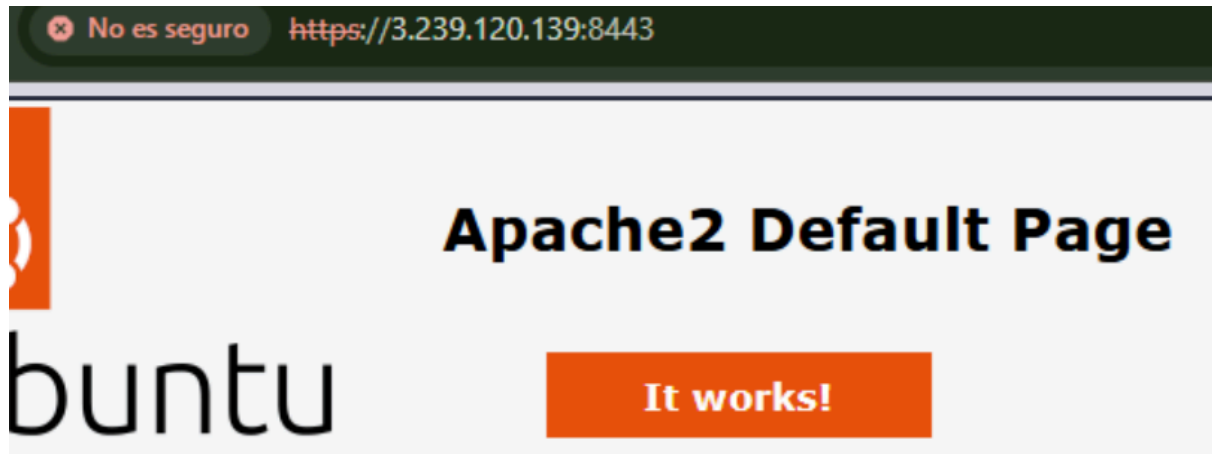 No es seguro https://3.239.120.139:8443
Apache2 Default Page
buntu
It works!